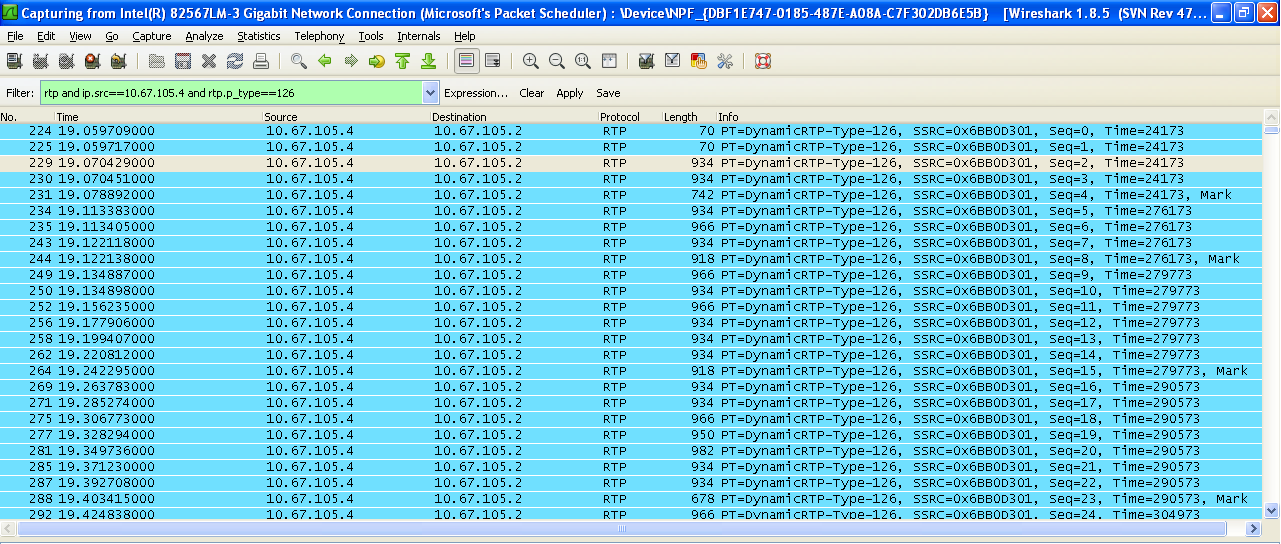 Capturing from Intel(R) 82567LM-3 Gigabit Network Connection (Microsoft's Packet Scheduler) : \Device\NPF_{DBF1E747-0185-487E-A08A-C7F302DB6E5B} [Wireshark 1.8.5 (SVN Rev 47...
File Edit View Go Capture Analyze Statistics Telephony Tools Internals Help
Filter: rtp and ip.src==10.67.105.4 and rtp.p_type==126 Expression... Clear Apply Save
No. Time Source Destination Protocol Length Info
224 19.059709000 10.67.105.4 10.67.105.2 RTP 70 PT=DynamicRTP-Type-126, SSRC=0x6BB0D301, Seq=0, Time=24173
225 19.059717000 10.67.105.4 10.67.105.2 RTP 70 PT=DynamicRTP-Type-126, SSRC=0x6BB0D301, Seq=1, Time=24173
229 19.070429000 10.67.105.4 10.67.105.2 RTP 934 PT=DynamicRTP-Type-126, SSRC=0x6BB0D301, Seq=2, Time=24173
230 19.070451000 10.67.105.4 10.67.105.2 RTP 934 PT=DynamicRTP-Type-126, SSRC=0x6BB0D301, Seq=3, Time=24173
231 19.078892000 10.67.105.4 10.67.105.2 RTP 742 PT=DynamicRTP-Type-126, SSRC=0x6BB0D301, Seq=4, Time=24173, Mark
234 19.113383000 10.67.105.4 10.67.105.2 RTP 934 PT=DynamicRTP-Type-126, SSRC=0x6BB0D301, Seq=5, Time=276173
235 19.113405000 10.67.105.4 10.67.105.2 RTP 966 PT=DynamicRTP-Type-126, SSRC=0x6BB0D301, Seq=6, Time=276173
243 19.122118000 10.67.105.4 10.67.105.2 RTP 934 PT=DynamicRTP-Type-126, SSRC=0x6BB0D301, Seq=7, Time=276173
244 19.122138000 10.67.105.4 10.67.105.2 RTP 918 PT=DynamicRTP-Type-126, SSRC=0x6BB0D301, Seq=8, Time=276173, Mark
249 19.134887000 10.67.105.4 10.67.105.2 RTP 966 PT=DynamicRTP-Type-126, SSRC=0x6BB0D301, Seq=9, Time=279773
250 19.134898000 10.67.105.4 10.67.105.2 RTP 934 PT=DynamicRTP-Type-126, SSRC=0x6BB0D301, Seq=10, Time=279773
252 19.156235000 10.67.105.4 10.67.105.2 RTP 966 PT=DynamicRTP-Type-126, SSRC=0x6BB0D301, Seq=11, Time=279773
256 19.177906000 10.67.105.4 10.67.105.2 RTP 934 PT=DynamicRTP-Type-126, SSRC=0x6BB0D301, Seq=12, Time=279773
258 19.199407000 10.67.105.4 10.67.105.2 RTP 934 PT=DynamicRTP-Type-126, SSRC=0x6BB0D301, Seq=13, Time=279773
262 19.220812000 10.67.105.4 10.67.105.2 RTP 934 PT=DynamicRTP-Type-126, SSRC=0x6BB0D301, Seq=14, Time=279773
264 19.242295000 10.67.105.4 10.67.105.2 RTP 918 PT=DynamicRTP-Type-126, SSRC=0x6BB0D301, Seq=15, Time=279773, Mark
269 19.263783000 10.67.105.4 10.67.105.2 RTP 934 PT=DynamicRTP-Type-126, SSRC=0x6BB0D301, Seq=16, Time=290573
271 19.285274000 10.67.105.4 10.67.105.2 RTP 934 PT=DynamicRTP-Type-126, SSRC=0x6BB0D301, Seq=17, Time=290573
275 19.306773000 10.67.105.4 10.67.105.2 RTP 966 PT=DynamicRTP-Type-126, SSRC=0x6BB0D301, Seq=18, Time=290573
277 19.328294000 10.67.105.4 10.67.105.2 RTP 950 PT=DynamicRTP-Type-126, SSRC=0x6BB0D301, Seq=19, Time=290573
281 19.349736000 10.67.105.4 10.67.105.2 RTP 982 PT=DynamicRTP-Type-126, SSRC=0x6BB0D301, Seq=20, Time=290573
285 19.371230000 10.67.105.4 10.67.105.2 RTP 934 PT=DynamicRTP-Type-126, SSRC=0x6BB0D301, Seq=21, Time=290573
287 19.392708000 10.67.105.4 10.67.105.2 RTP 934 PT=DynamicRTP-Type-126, SSRC=0x6BB0D301, Seq=22, Time=290573
288 19.403415000 10.67.105.4 10.67.105.2 RTP 678 PT=DynamicRTP-Type-126, SSRC=0x6BB0D301, Seq=23, Time=290573, Mark
292 19.424838000 10.67.105.4 10.67.105.2 RTP 966 PT=DynamicRTP-Type-126, SSRC=0x6BB0D301, Seq=24, Time=304973